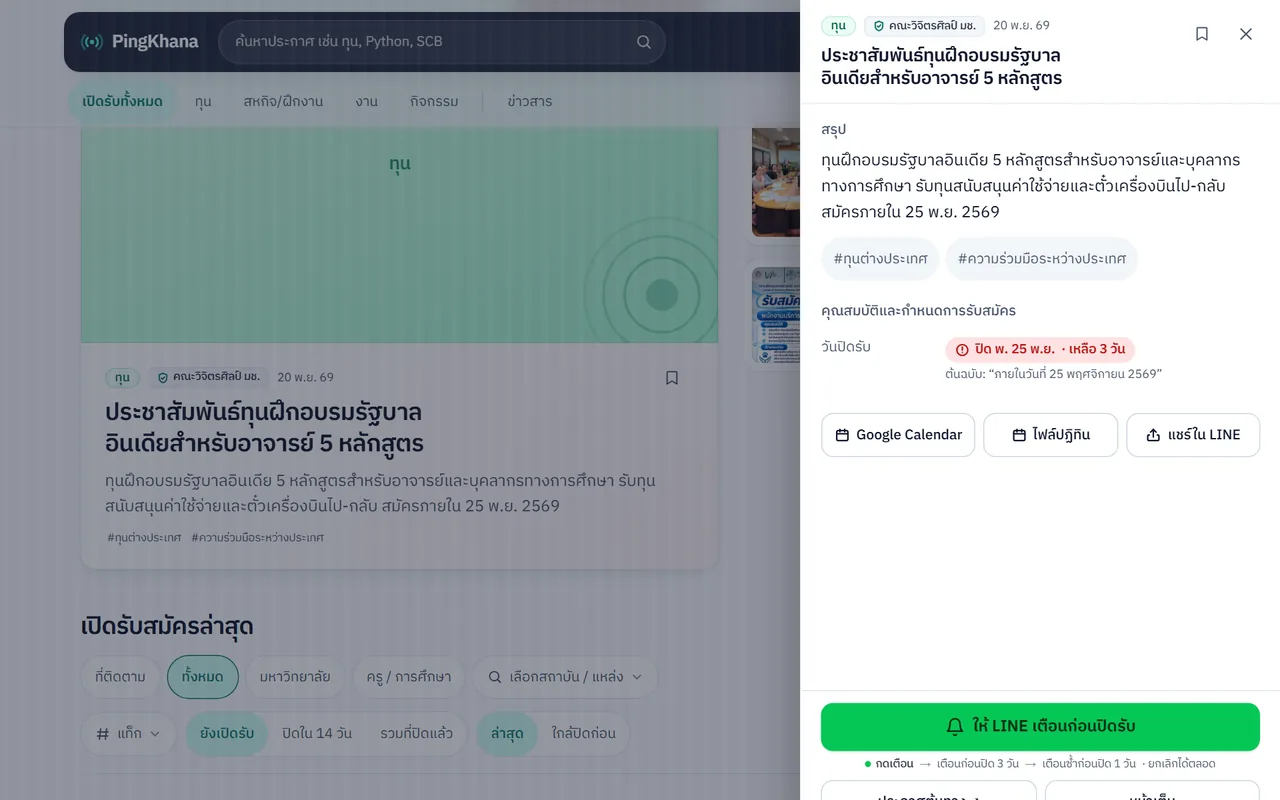 PingKhana
ค้นหาประกาศ เช่น ทุน, Python, SCB
เปิดรับทั้งหมด
ทุน
สหกิจ/ฝึกงาน
งาน
กิจกรรม
ข่าวสาร
ทุน
ทุน
คณะวิจิตรศิลป์ มช.
20 พ.ย. 69
ประชาสัมพันธ์ทุนฝึกอบรมรัฐบาล
อินเดียสำหรับอาจารย์ 5 หลักสูตร
ทุนฝึกอบรมรัฐบาลอินเดีย 5 หลักสูตรสำหรับอาจารย์และบุคลากรทางการศึกษา รับทุน
สนับสนุนค่าใช้จ่ายและตั๋วเครื่องบินไป-กลับ สมัครภายใน 25 พ.ย. 2569
#ทุนต่างประเทศ #ความร่วมมือระหว่างประเทศ
เปิดรับสมัครล่าสุด
ที่ติดตาม
ทั้งหมด
มหาวิทยาลัย
ครู / การศึกษา
เลือกสถาบัน / แหล่ง
# แท็ก
ยังเปิดรับ
ปิดใน 14 วัน
รวมที่ปิดแล้ว
ล่าสุด
ใกล้ปิดก่อน
ทุน
คณะวิจิตรศิลป์ มช.
20 พ.ย. 69
ประชาสัมพันธ์ทุนฝึกอบรมรัฐบาล
อินเดียสำหรับอาจารย์ 5 หลักสูตร
สรุป
ทุนฝึกอบรมรัฐบาลอินเดีย 5 หลักสูตรสำหรับอาจารย์และบุคลากร
ทางการศึกษา รับทุนสนับสนุนค่าใช้จ่ายและตั๋วเครื่องบินไป-กลับ
สมัครภายใน 25 พ.ย. 2569
#ทุนต่างประเทศ
#ความร่วมมือระหว่างประเทศ
คุณสมบัติและกำหนดการรับสมัคร
วันปิดรับ
ปิด พ. 25 พ.ย. · เหลือ 3 วัน
ต้นฉบับ: “ภายในวันที่ 25 พฤศจิกายน 2569”
Google Calendar
ไฟล์ปฏิทิน
แชร์ใน LINE
ให้ LINE เตือนก่อนปิดรับ
กดเตือน → เตือนก่อนปิด 3 วัน → เตือนซ้ำก่อนปิด 1 วัน · ยกเลิกได้ตลอด